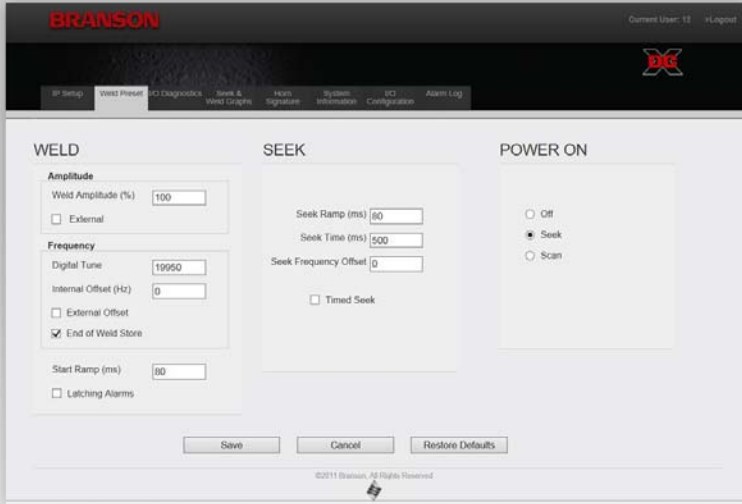 BRANSON
Current User: 13 »Logout
DCX
IP Setup
Weld Preset
I/O Diagnostics
Seek &
Weld Graphs
Horn
Signature
System
Information
I/O
Configuration
Alarm Log
WELD
Amplitude
Weld Amplitude (%) 100
External
Frequency
Digital Tune 19950
Internal Offset (Hz) 0
External Offset
End of Weld Store
Start Ramp (ms) 80
Latching Alarms
SEEK
Seek Ramp (ms) 80
Seek Time (ms) 500
Seek Frequency Offset 0
Timed Seek
POWER ON
Off
Seek
Scan
Save Cancel Restore Defaults
©2011 Branson, All Rights Reserved